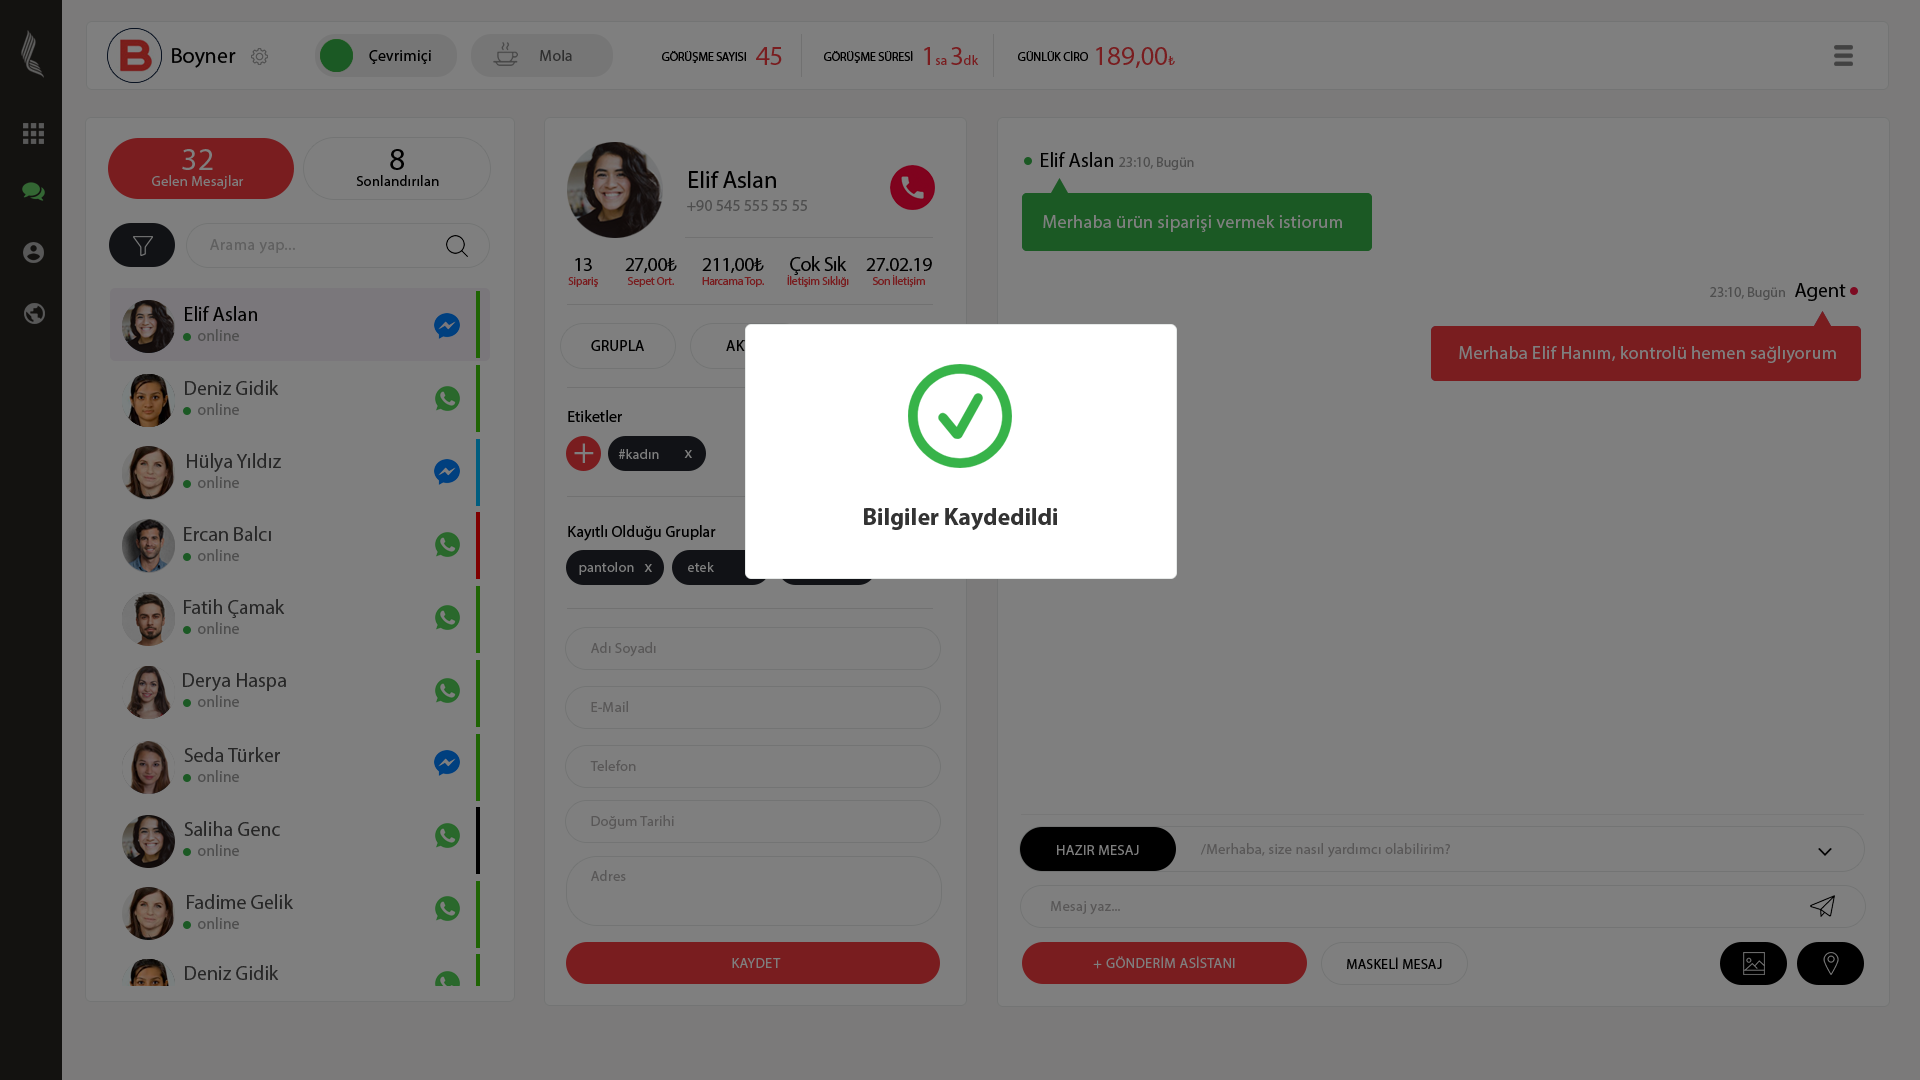 B Boyner
Çevrimiçi
Mola
GÖRÜŞME SAYISI 45
GÖRÜŞME SÜRESİ 1sa 3dk
GÜNLÜK CİRO 189,00₺
32
Gelen Mesajlar
8
Sonlandırılan
Arama yap...
Elif Aslan
online
Deniz Gidik
online
Hülya Yıldız
online
Ercan Balcı
online
Fatih Çamak
online
Derya Haspa
online
Seda Türker
online
Saliha Genc
online
Fadime Gelik
online
Deniz Gidik
Elif Aslan
+90 545 555 55 55
13
Sipariş
27,00₺
Sepet Ort.
211,00₺
Harcama Top.
Çok Sık
İletişim Sıklığı
27.02.19
Son İletişim
GRUPLA
Etiketler
#kadın x
Kayıtlı Olduğu Gruplar
pantolon x
etek
Adı Soyadı
E-Mail
Telefon
Doğum Tarihi
Adres
KAYDET
Bilgiler Kaydedildi
Elif Aslan 23:10, Bugün
Merhaba ürün siparişi vermek istiorum
23:10, Bugün Agent
Merhaba Elif Hanım, kontrolü hemen sağlıyorum
HAZIR MESAJ
/Merhaba, size nasıl yardımcı olabilirim?
Mesaj yaz...
+ GÖNDERİM ASİSTANI
MASKELİ MESAJ